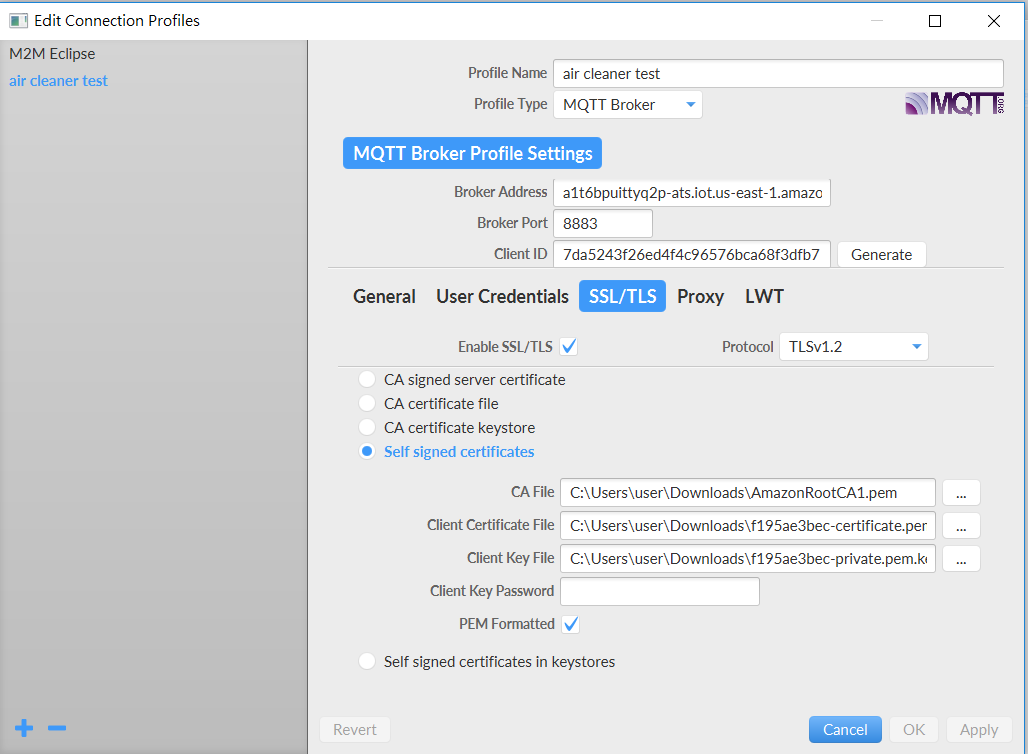 Edit Connection Profiles
M2M Eclipse
air cleaner test
Profile Name air cleaner test
Profile Type MQTT Broker
MQTT.ORG
MQTT Broker Profile Settings
Broker Address a1t6bpuittyq2p-ats.iot.us-east-1.amazo
Broker Port 8883
Client ID 7da5243f26ed4f4c96576bca68f3dfb7 Generate
General User Credentials SSL/TLS Proxy LWT
Enable SSL/TLS Protocol TLSv1.2
CA signed server certificate
CA certificate file
CA certificate keystore
Self signed certificates
CA File C:\Users\user\Downloads\AmazonRootCA1.pem ...
Client Certificate File C:\Users\user\Downloads\f195ae3bec-certificate.per ...
Client Key File C:\Users\user\Downloads\f195ae3bec-private.pem.ke ...
Client Key Password
PEM Formatted
Self signed certificates in keystores
Revert Cancel OK Apply